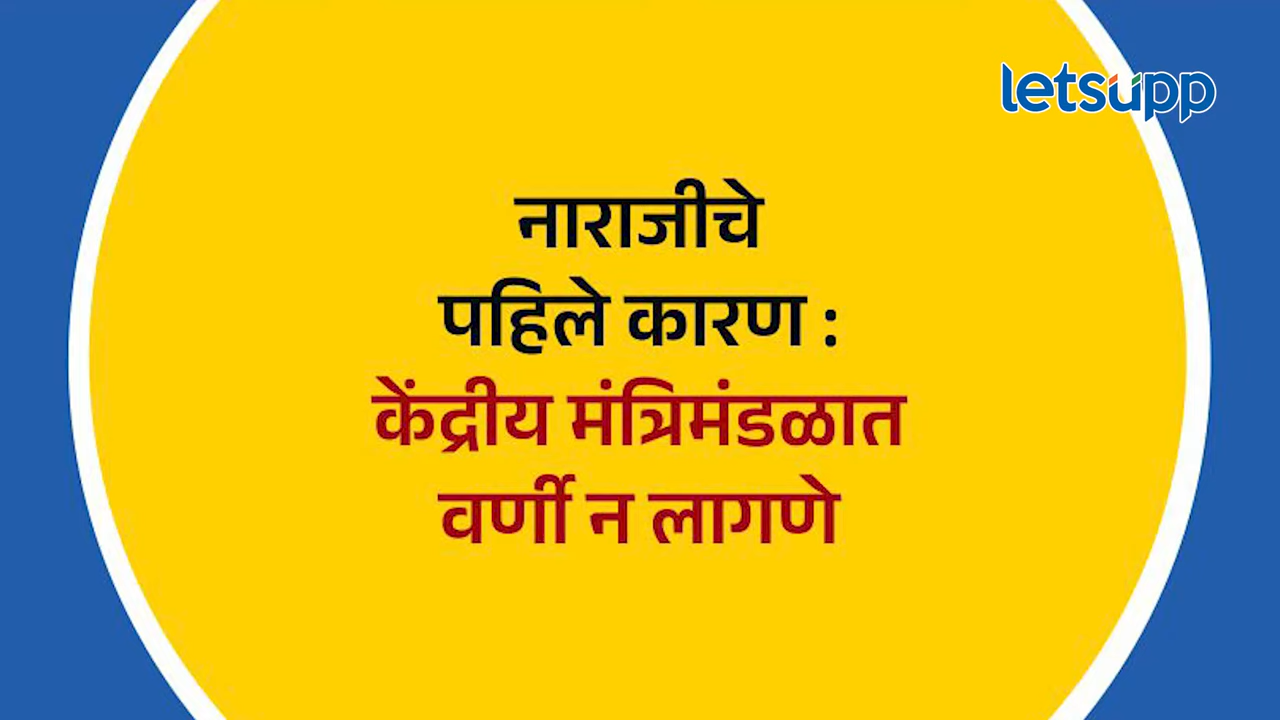 letsupp
नाराजीचे
पहिले कारण :
केंद्रीय मंत्रिमंडळात
वर्णी न लागणे